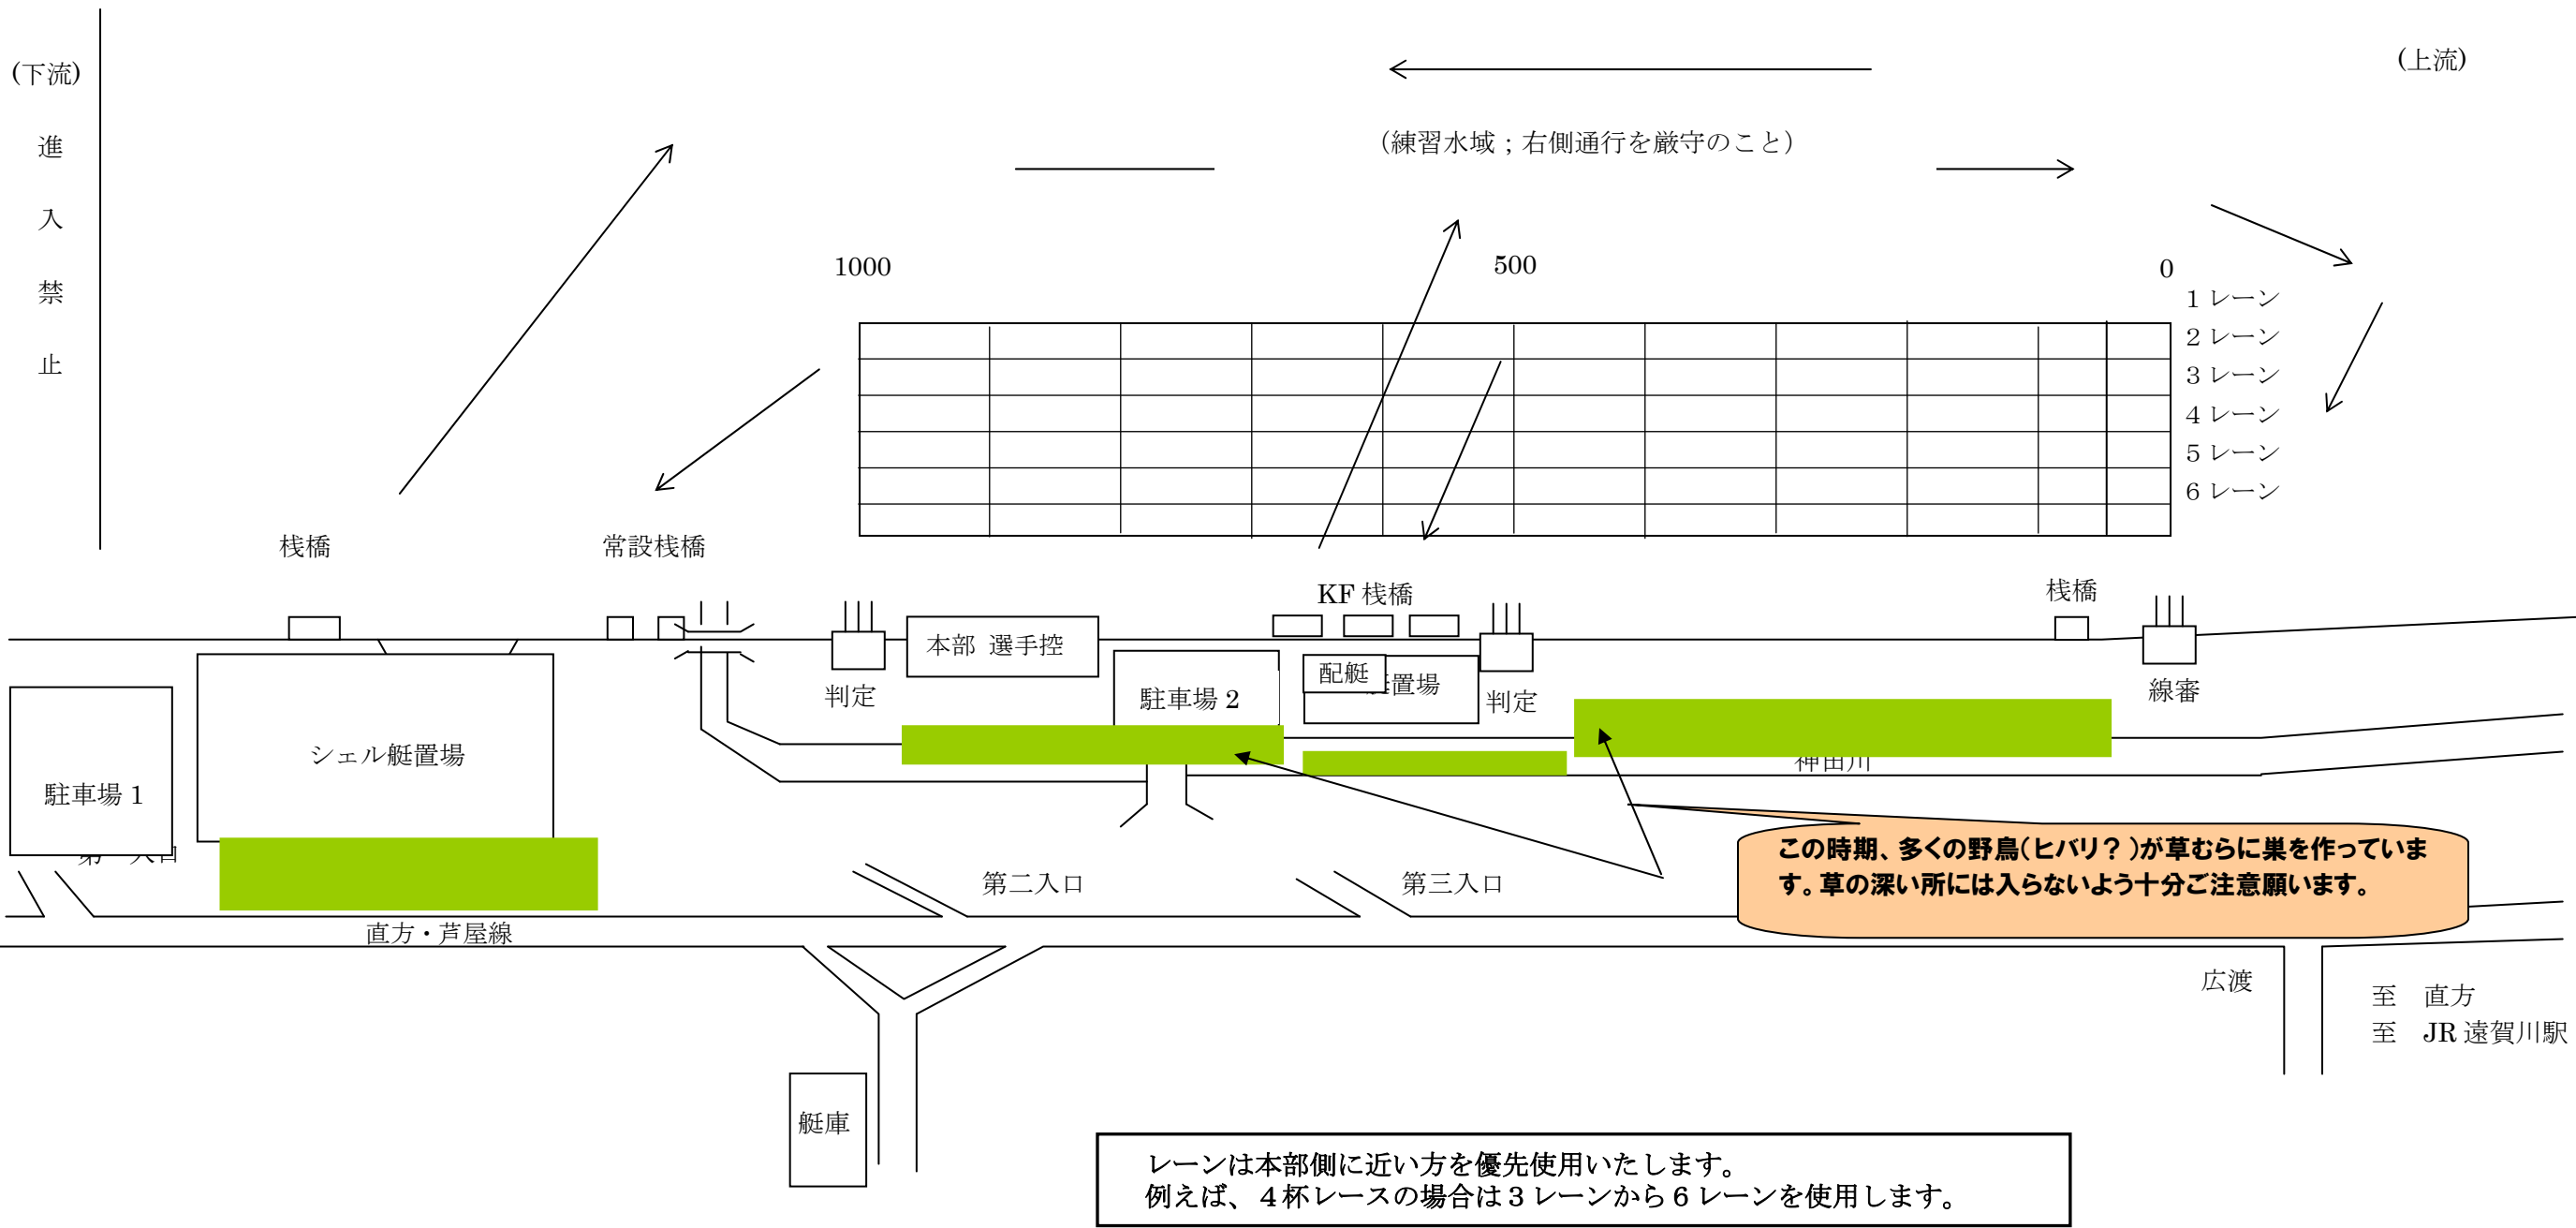 (下流)
(上流)
進
入
禁
止
(練習水域；右側通行を厳守のこと)
1000
500
0
1 レーン
2 レーン
3 レーン
4 レーン
5 レーン
6 レーン
桟橋
常設桟橋
KF 桟橋
桟橋
本部 選手控
判定
駐車場 2
配艇
置場
判定
線審
シェル艇置場
駐車場 1
神田川
入口
第二入口
第三入口
この時期、多くの野鳥(ヒバリ？)が草むらに巣を作っていま
す。草の深い所には入らないよう十分ご注意願います。
直方・芦屋線
広渡
至 直方
至 JR 遠賀川駅
艇庫
レーンは本部側に近い方を優先使用いたします。
例えば、４杯レースの場合は３レーンから６レーンを使用します。